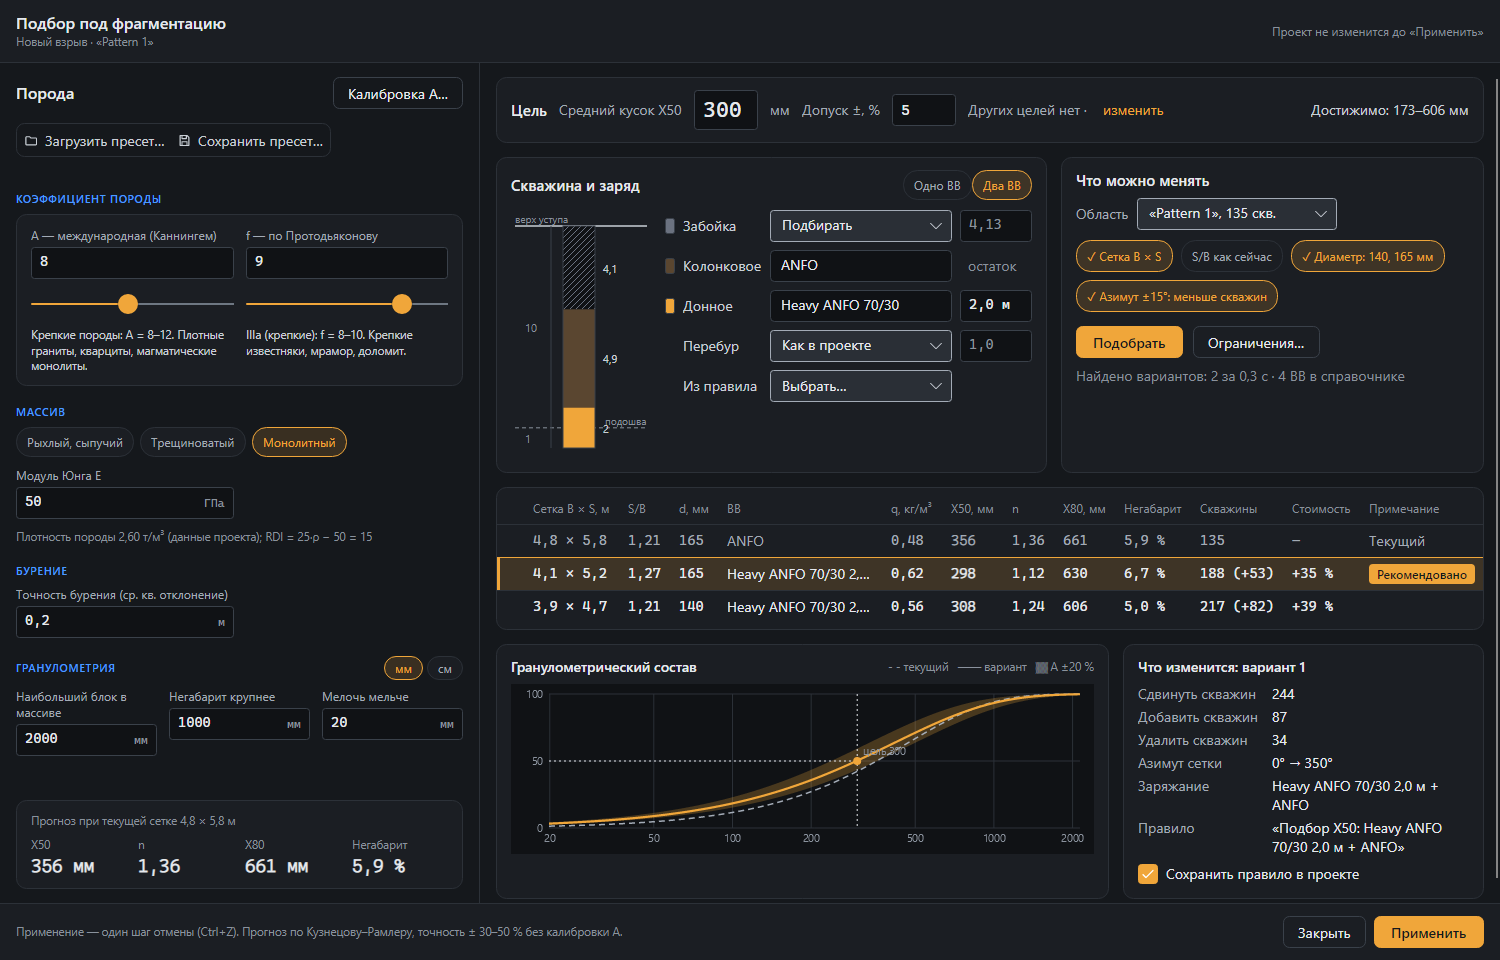 Подбор под фрагментацию
Новый взрыв · «Pattern 1»
Проект не изменится до «Применить»
Порода
Калибровка A...
Загрузить пресет...
Сохранить пресет...
КОЭФФИЦИЕНТ ПОРОДЫ
A — международная (Каннингем)
f — по Протодьяконову
8
9
Крепкие породы: A = 8–12. Плотные
граниты, кварциты, магматические
монолиты.
IIIa (крепкие): f = 8–10. Крепкие
известняки, мрамор, доломит.
МАССИВ
Рыхлый, сыпучий
Трещиноватый
Монолитный
Модуль Юнга E
50 ГПа
Плотность породы 2,60 т/м³ (данные проекта); RDI = 25·ρ − 50 = 15
БУРЕНИЕ
Точность бурения (ср. кв. отклонение)
0,2 м
ГРАНУЛОМЕТРИЯ
мм
см
Наибольший блок в
массиве
2000 мм
Негабарит крупнее
1000 мм
Мелочь мельче
20 мм
Прогноз при текущей сетке 4,8 × 5,8 м
X50 n X80 Негабарит
356 мм 1,36 661 мм 5,9 %
Цель Средний кусок X50 300 мм Допуск ±, % 5 Других целей нет · изменить
Достижимо: 173–606 мм
Скважина и заряд
Одно ВВ
Два ВВ
верх уступа
10
1
4,1
4,9
2
подошва
Забойка Подбирать 4,13
Колонковое ANFO остаток
Донное Heavy ANFO 70/30 2,0 м
Перебур Как в проекте 1,0
Из правила Выбрать...
Что можно менять
Область «Pattern 1», 135 скв.
✓ Сетка B × S
S/B как сейчас
✓ Диаметр: 140, 165 мм
✓ Азимут ±15°: меньше скважин
Подобрать
Ограничения...
Найдено вариантов: 2 за 0,3 с · 4 ВВ в справочнике
Сетка B × S, м S/B d, мм ВВ q, кг/м³ X50, мм n X80, мм Негабарит Скважины Стоимость Примечание
4,8 × 5,8 1,21 165 ANFO 0,48 356 1,36 661 5,9 % 135 — Текущий
4,1 × 5,2 1,27 165 Heavy ANFO 70/30 2,... 0,62 298 1,12 630 6,7 % 188 (+53) +35 % Рекомендовано
3,9 × 4,7 1,21 140 Heavy ANFO 70/30 2,... 0,56 308 1,24 606 5,0 % 217 (+82) +39 %
Гранулометрический состав
текущий
вариант
A ±20 %
100
50
0
цель 300
20 50 100 200 500 1000 2000
Что изменится: вариант 1
Сдвинуть скважин 244
Добавить скважин 87
Удалить скважин 34
Азимут сетки 0° → 350°
Заряжание Heavy ANFO 70/30 2,0 м +
ANFO
Правило «Подбор X50: Heavy ANFO
70/30 2,0 м + ANFO»
Сохранить правило в проекте
Применение — один шаг отмены (Ctrl+Z). Прогноз по Кузнецову–Рамлеру, точность ± 30–50 % без калибровки A.
Закрыть
Применить